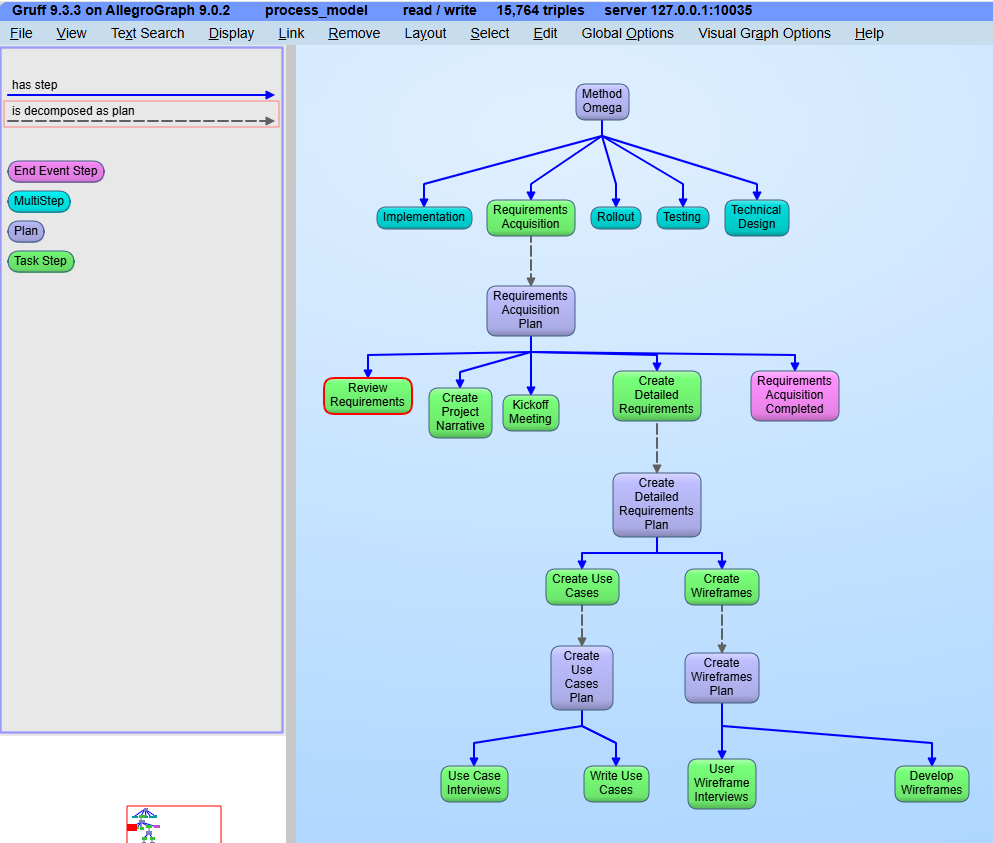 Gruff 9.3.3 on AllegroGraph 9.0.2 process_model read / write 15,764 triples server 127.0.0.1:10035
File View Text Search Display Link Remove Layout Select Edit Global Options Visual Graph Options Help
has step
is decomposed as plan
End Event Step
MultiStep
Plan
Task Step
Method
Omega
Implementation
Requirements
Acquisition
Rollout
Testing
Technical
Design
Requirements
Acquisition
Plan
Review
Requirements
Create
Project
Narrative
Kickoff
Meeting
Create
Detailed
Requirements
Requirements
Acquisition
Completed
Create
Detailed
Requirements
Plan
Create Use
Cases
Create
Wireframes
Create
Use
Cases
Plan
Create
Wireframes
Plan
Use Case
Interviews
Write Use
Cases
User
Wireframe
Interviews
Develop
Wireframes